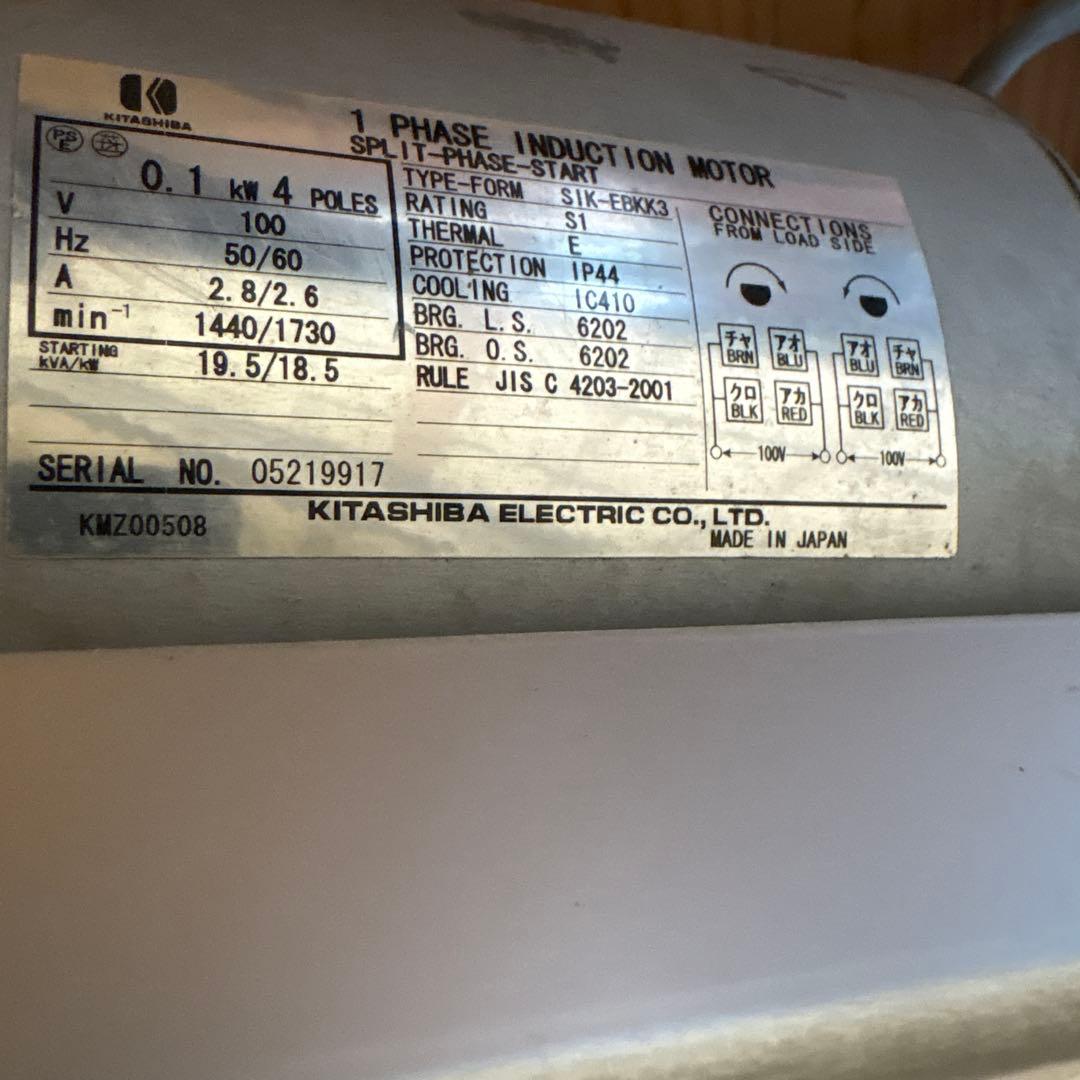 KITASHIBA
PS E
1 PHASE INDUCTION MOTOR
SPLIT-PHASE-START
0.1 kW 4 POLES
V 100
Hz 50/60
A 2.8/2.6
min⁻¹ 1440/1730
STARTING kVA/kW 19.5/18.5
TYPE-FORM SIK-EBKK3
RATING S1
THERMAL E
PROTECTION IP44
COOLING IC410
BRG. L.S. 6202
BRG. O.S. 6202
RULE JIS C 4203-2001
CONNECTIONS
FROM LOAD SIDE
チャ アオ アオ チャ
BRN BLU BLU BRN
クロ アカ クロ アカ
BLK RED BLK RED
100V 100V
SERIAL NO. 05219917
KITASHIBA ELECTRIC CO., LTD.
KMZ00508
MADE IN JAPAN